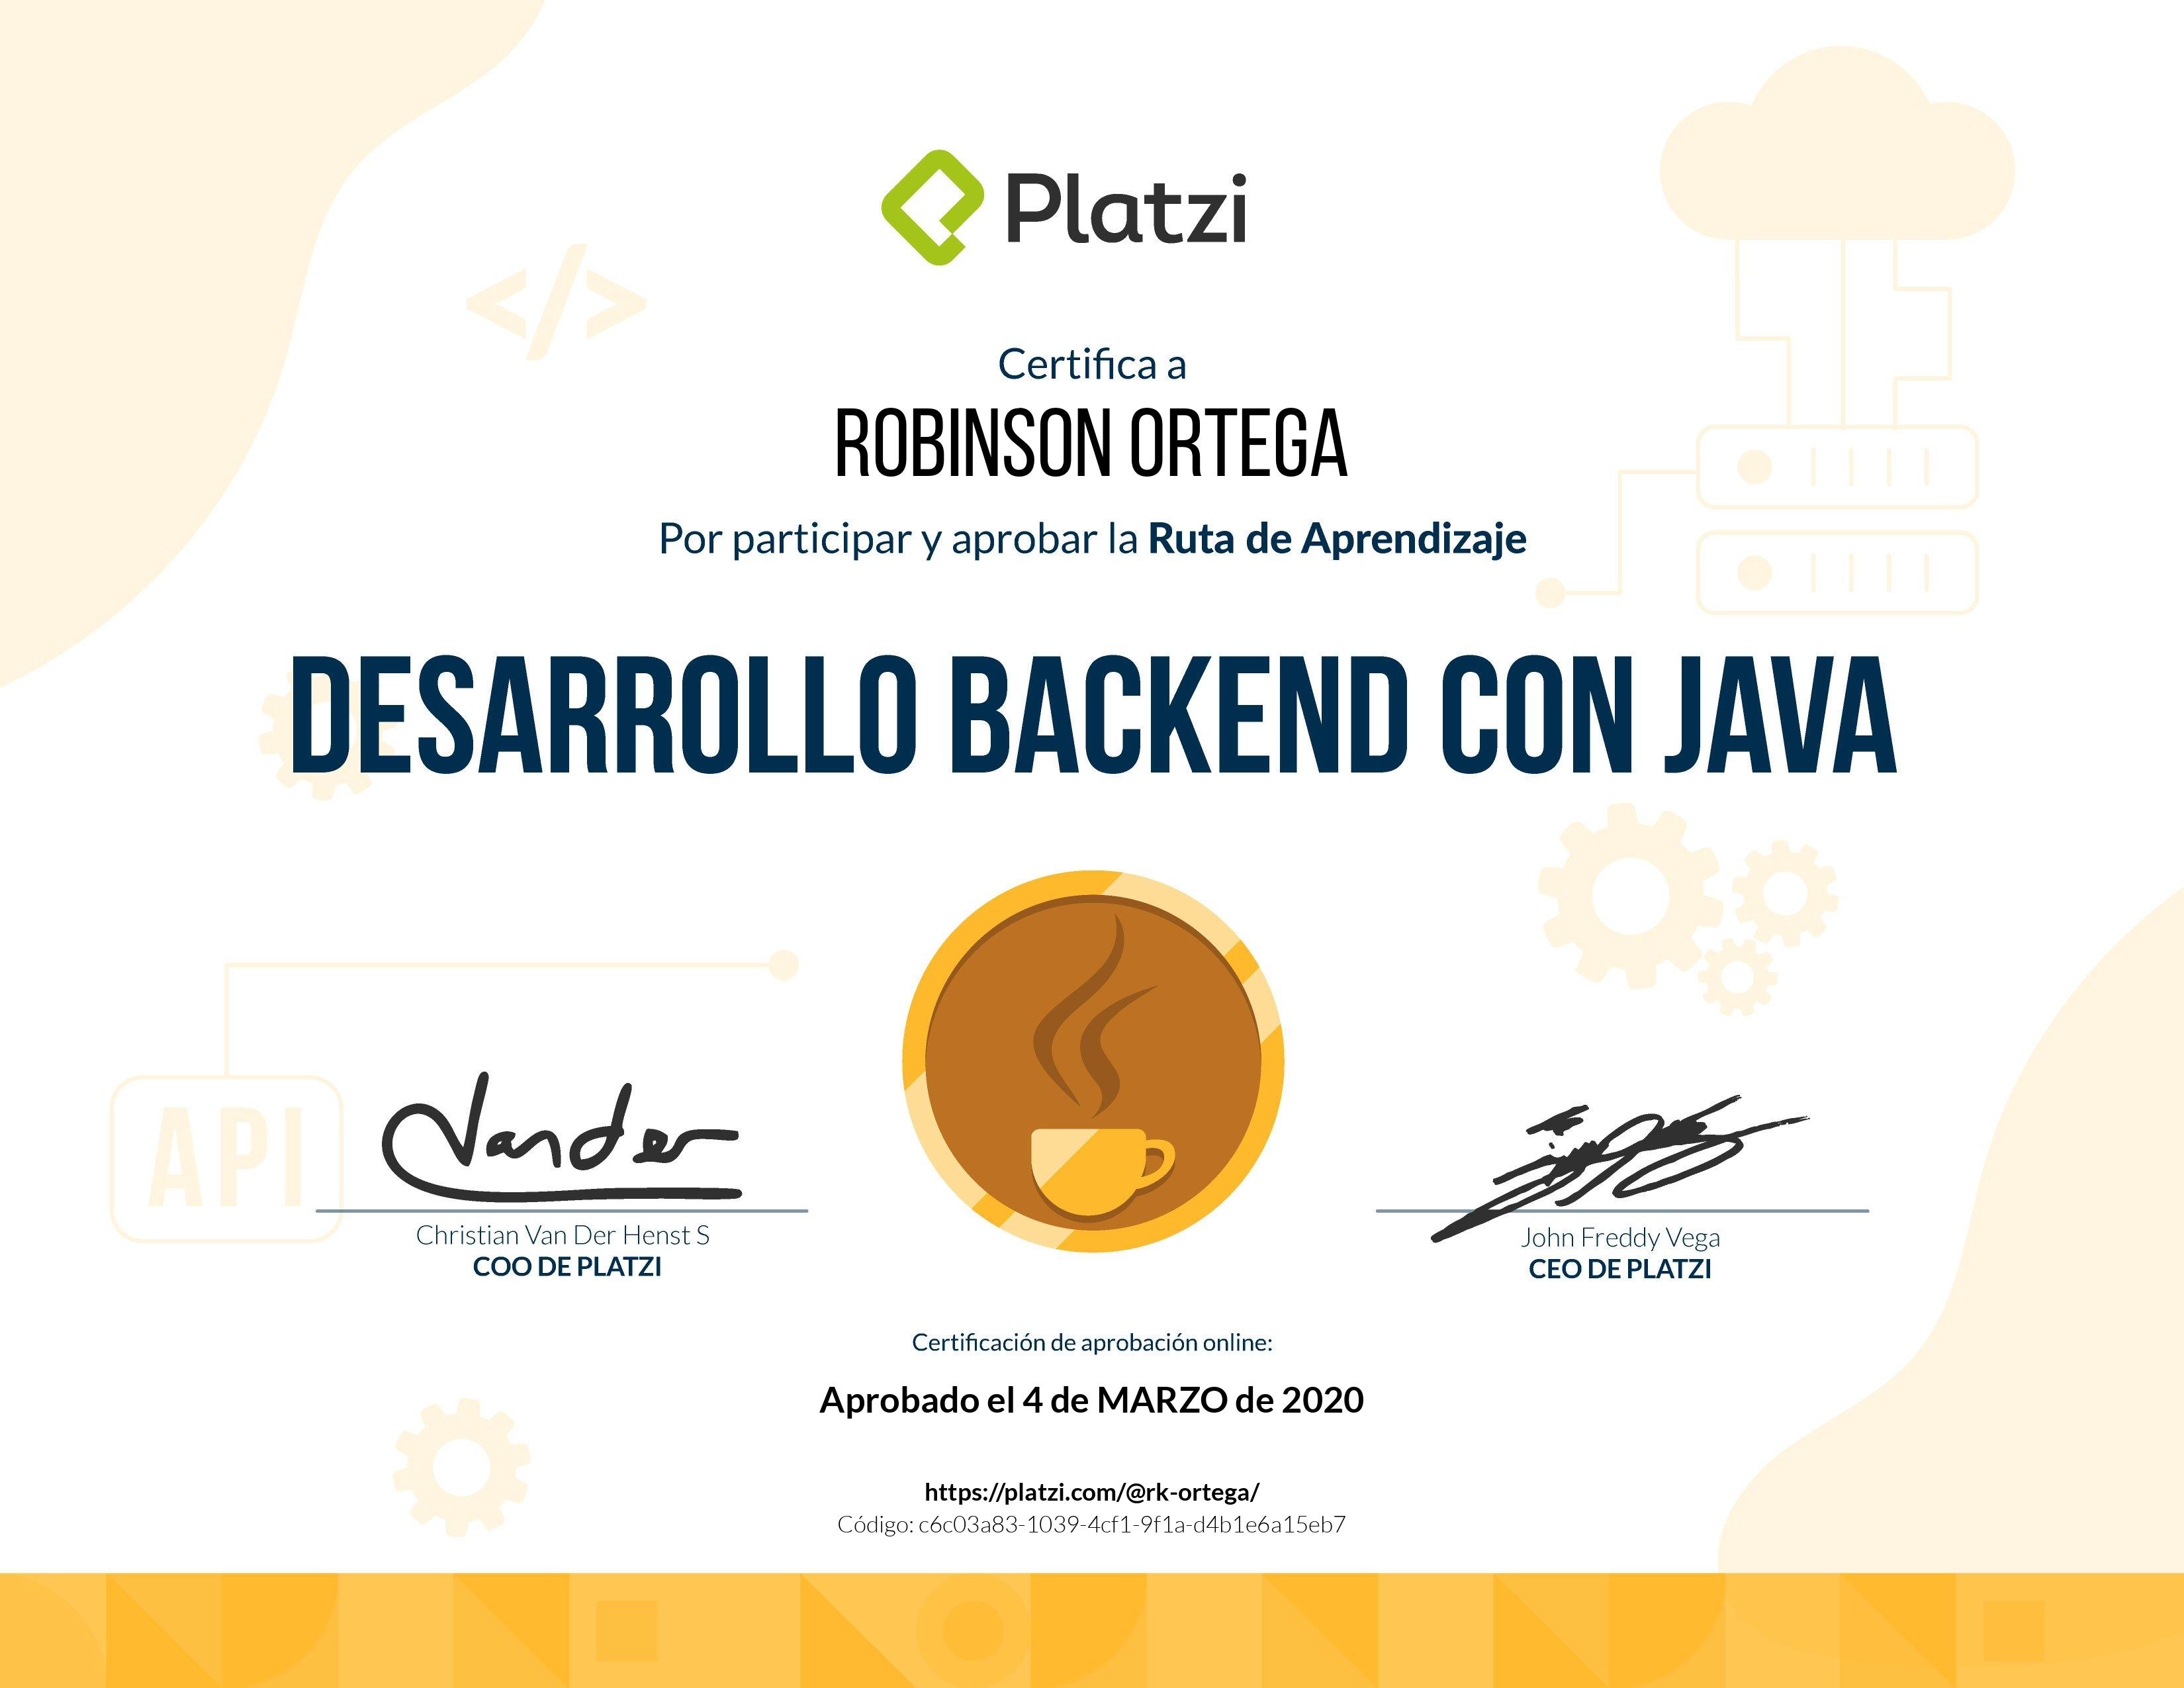 Platzi
</>
Certifica a
ROBINSON ORTEGA
Por participar y aprobar la Ruta de Aprendizaje
DESARROLLO BACKEND CON JAVA
API
Vander
Christian Van Der Henst S
COO DE PLATZI
John Freddy Vega
CEO DE PLATZI
Certificación de aprobación online:
Aprobado el 4 de MARZO de 2020
https://platzi.com/@rk-ortega/
Código: c6c03a83-1039-4cf1-9f1a-d4b1e6a15eb7